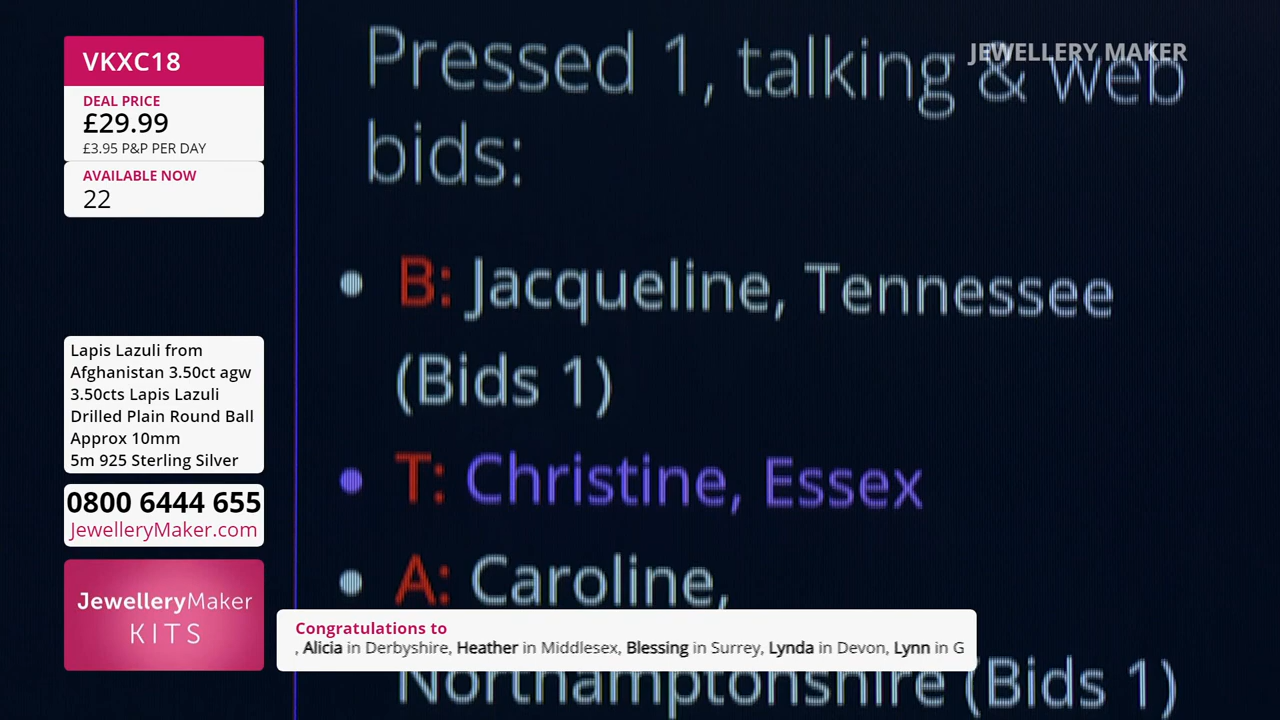 VKXC18
DEAL PRICE
£29.99
£3.95 P&P PER DAY
AVAILABLE NOW
22
Lapis Lazuli from
Afghanistan 3.50ct agw
3.50cts Lapis Lazuli
Drilled Plain Round Ball
Approx 10mm
5m 925 Sterling Silver
0800 6444 655
JewelleryMaker.com
JewelleryMaker
KITS
JEWELLERY MAKER
Pressed 1, talking & web
bids:
• B: Jacqueline, Tennessee
(Bids 1)
• T: Christine, Essex
• A: Caroline,
Northamptonshire (Bids 1)
Congratulations to
, Alicia in Derbyshire, Heather in Middlesex, Blessing in Surrey, Lynda in Devon, Lynn in G